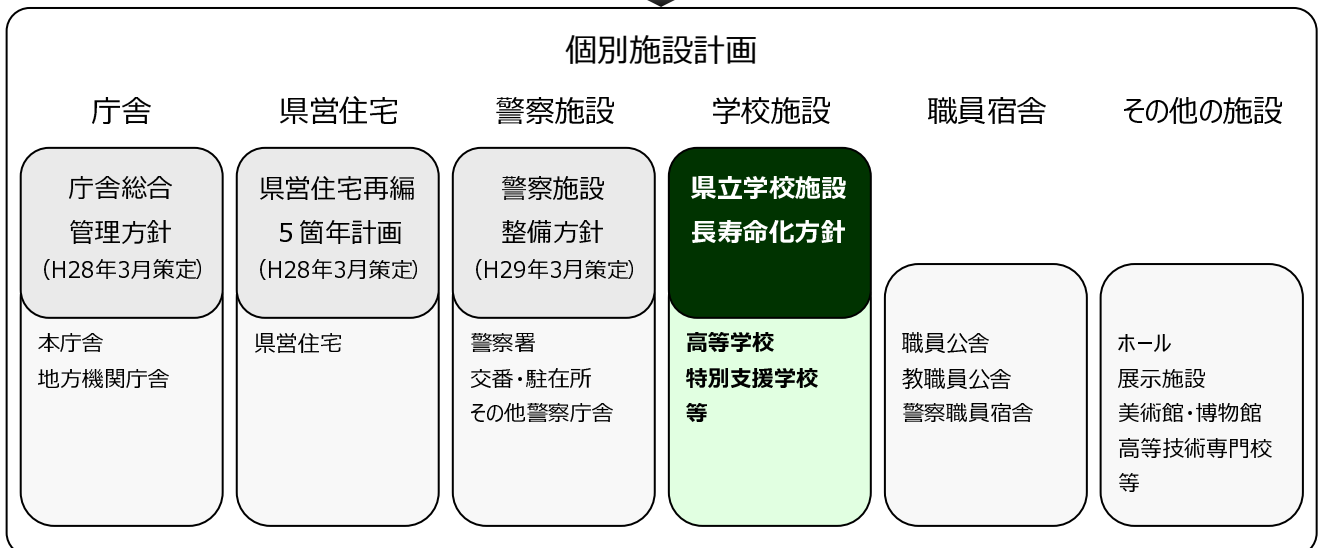 個別施設計画
庁舎
庁舎総合
管理方針
（H28年3月策定）
本庁舎
地方機関庁舎
県営住宅
県営住宅再編
５箇年計画
（H28年3月策定）
県営住宅
警察施設
警察施設
整備方針
（H29年3月策定）
警察署
交番・駐在所
その他警察庁舎
学校施設
県立学校施設
長寿命化方針
高等学校
特別支援学校
等
職員宿舎
職員公舎
教職員公舎
警察職員宿舎
その他の施設
ホール
展示施設
美術館・博物館
高等技術専門校
等